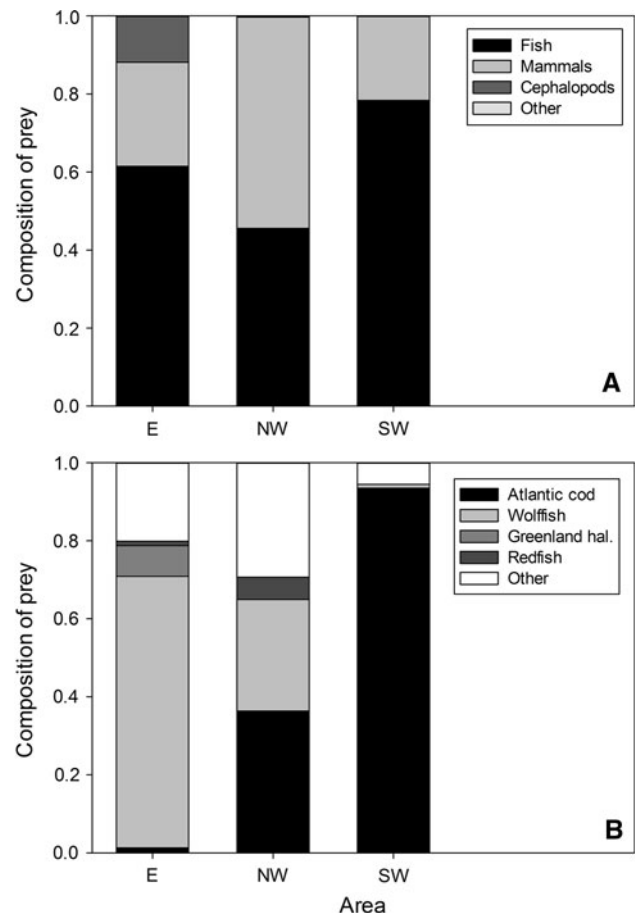 1.0
0.8
0.6
0.4
0.2
0.0
Composition of prey
Fish
Mammals
Cephalopods
Other
A
E NW SW
1.0
0.8
0.6
0.4
0.2
0.0
Composition of prey
Atlantic cod
Wolffish
Greenland hal.
Redfish
Other
B
E NW SW
Area